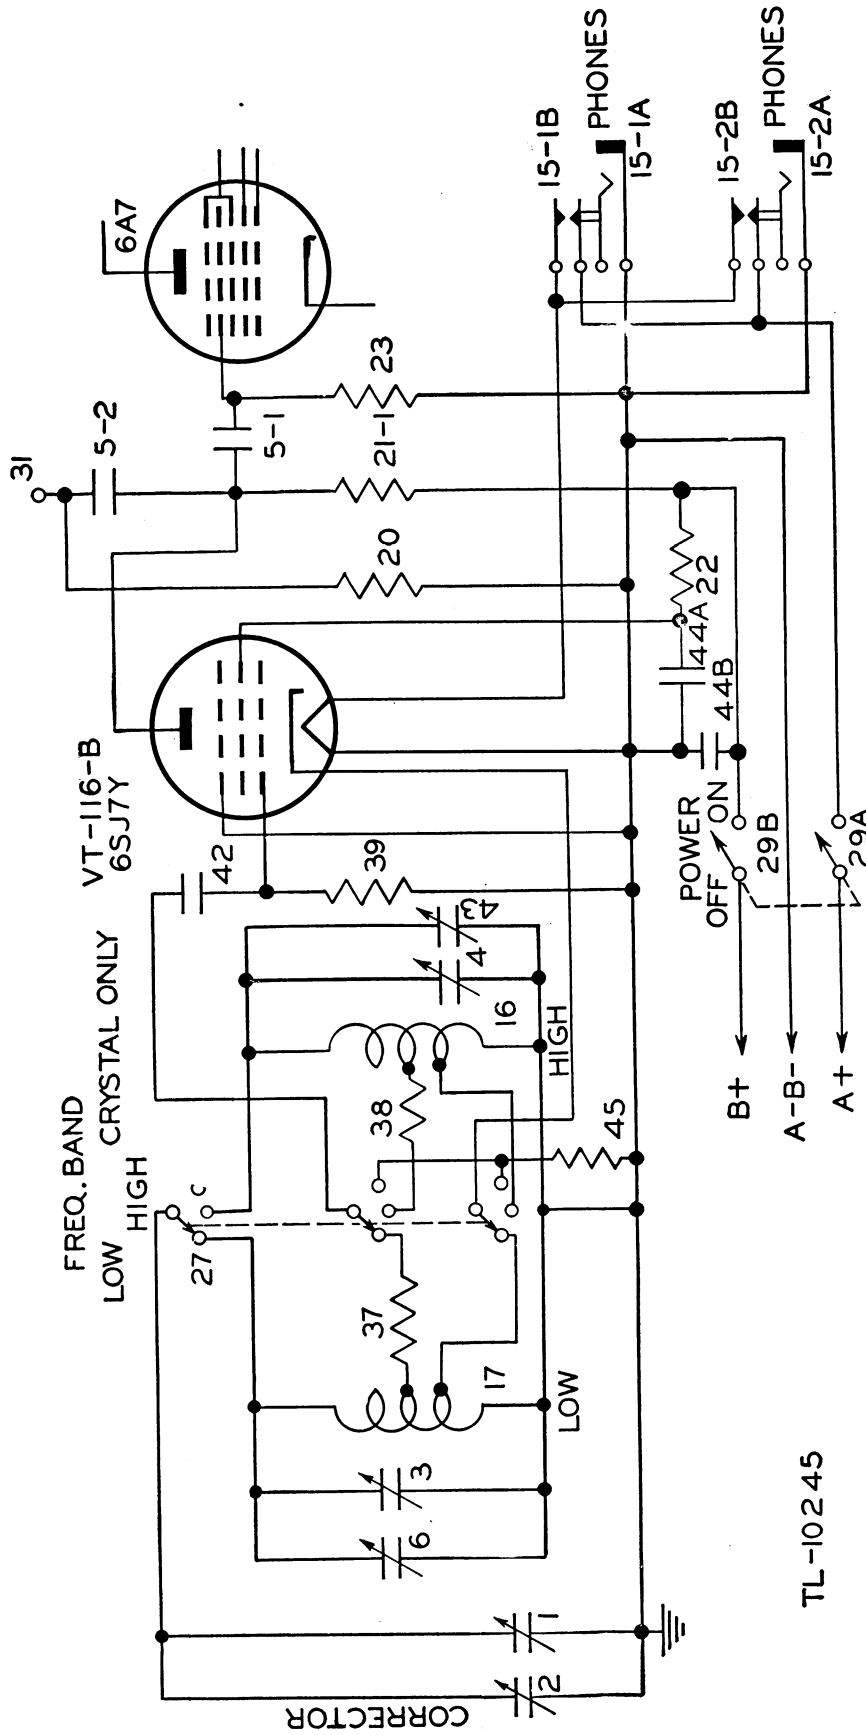 CORRECTOR
2
1
6
3
17
LOW
37
27
C
FREQ. BAND
LOW
HIGH
CRYSTAL ONLY
38
45
16
HIGH
4
43
42
39
VT-116-B
6SJ7Y
20
31
5-2
5-1
21-1
23
6A7
44A
22
44B
POWER
OFF
ON
29B
29A
B+
A-B-
A+
15-1B
PHONES
15-1A
15-2B
PHONES
15-2A
TL-10245